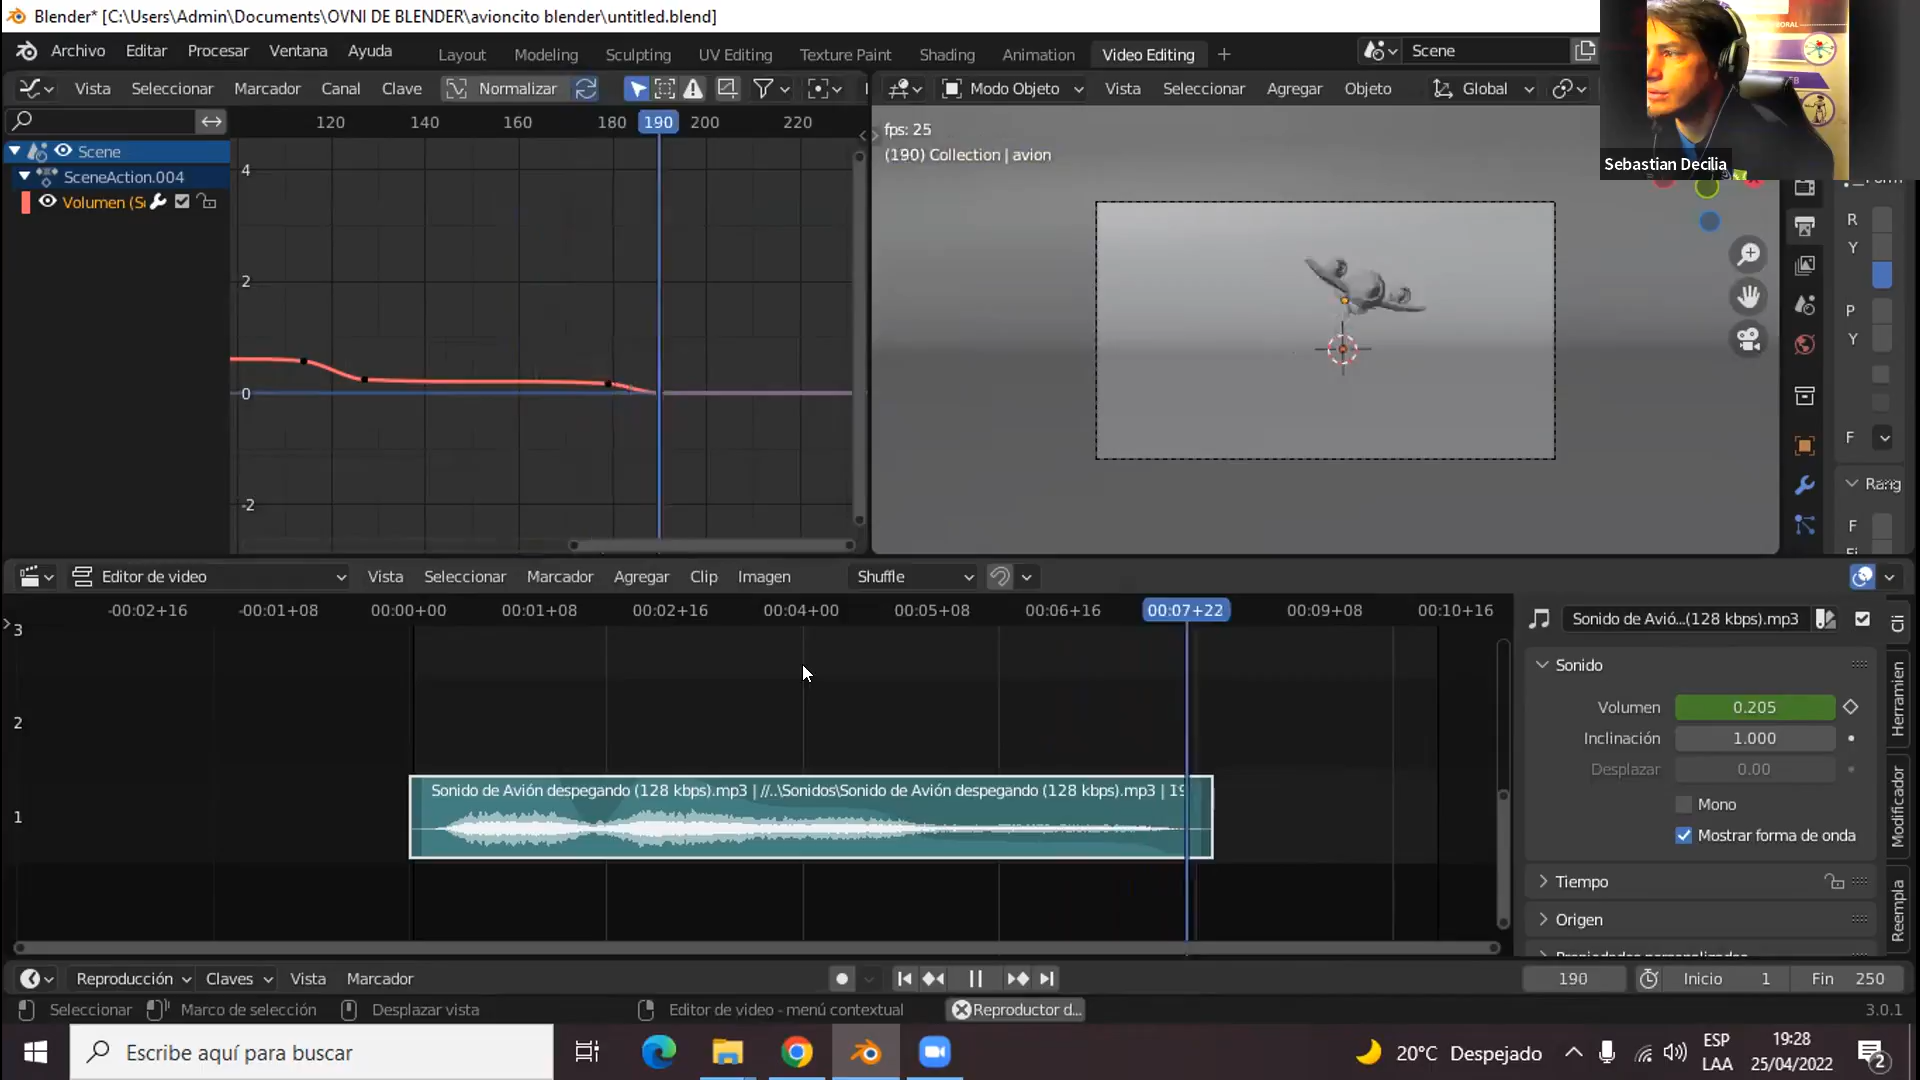 Blender* [C:\Users\Admin\Documents\OVNI DE BLENDER\avioncito blender\untitled.blend]
Archivo Editar Procesar Ventana Ayuda Layout Modeling Sculpting UV Editing Texture Paint Shading Animation Video Editing + Scene
Vista Seleccionar Marcador Canal Clave Normalizar Modo Objeto Vista Seleccionar Agregar Objeto Global
120 140 160 180 190 200 220
fps: 25
(190) Collection | avion
Sebastian Decilia
Scene
SceneAction.004
Volumen (S
4
2
0
-2
R
Y
P
Y
F
Rang
F
Editor de video Vista Seleccionar Marcador Agregar Clip Imagen Shuffle
-00:02+16 -00:01+08 00:00+00 00:01+08 00:02+16 00:04+00 00:05+08 00:06+16 00:07+22 00:09+08 00:10+16
3
2
1
Sonido de Avión despegando (128 kbps).mp3 | //..\Sonidos\Sonido de Avión despegando (128 kbps).mp3 | 19
Sonido de Avió...(128 kbps).mp3
Sonido
Volumen 0.205
Inclinación 1.000
Desplazar 0.00
Mono
Mostrar forma de onda
Tiempo
Origen
Herramien
Modificador
Reempla
Reproducción Claves Vista Marcador 190 Inicio 1 Fin 250
Seleccionar Marco de selección Desplazar vista Editor de video - menú contextual Reproductor d... 3.0.1
Escribe aquí para buscar
20°C Despejado
ESP
LAA
19:28
25/04/2022
2